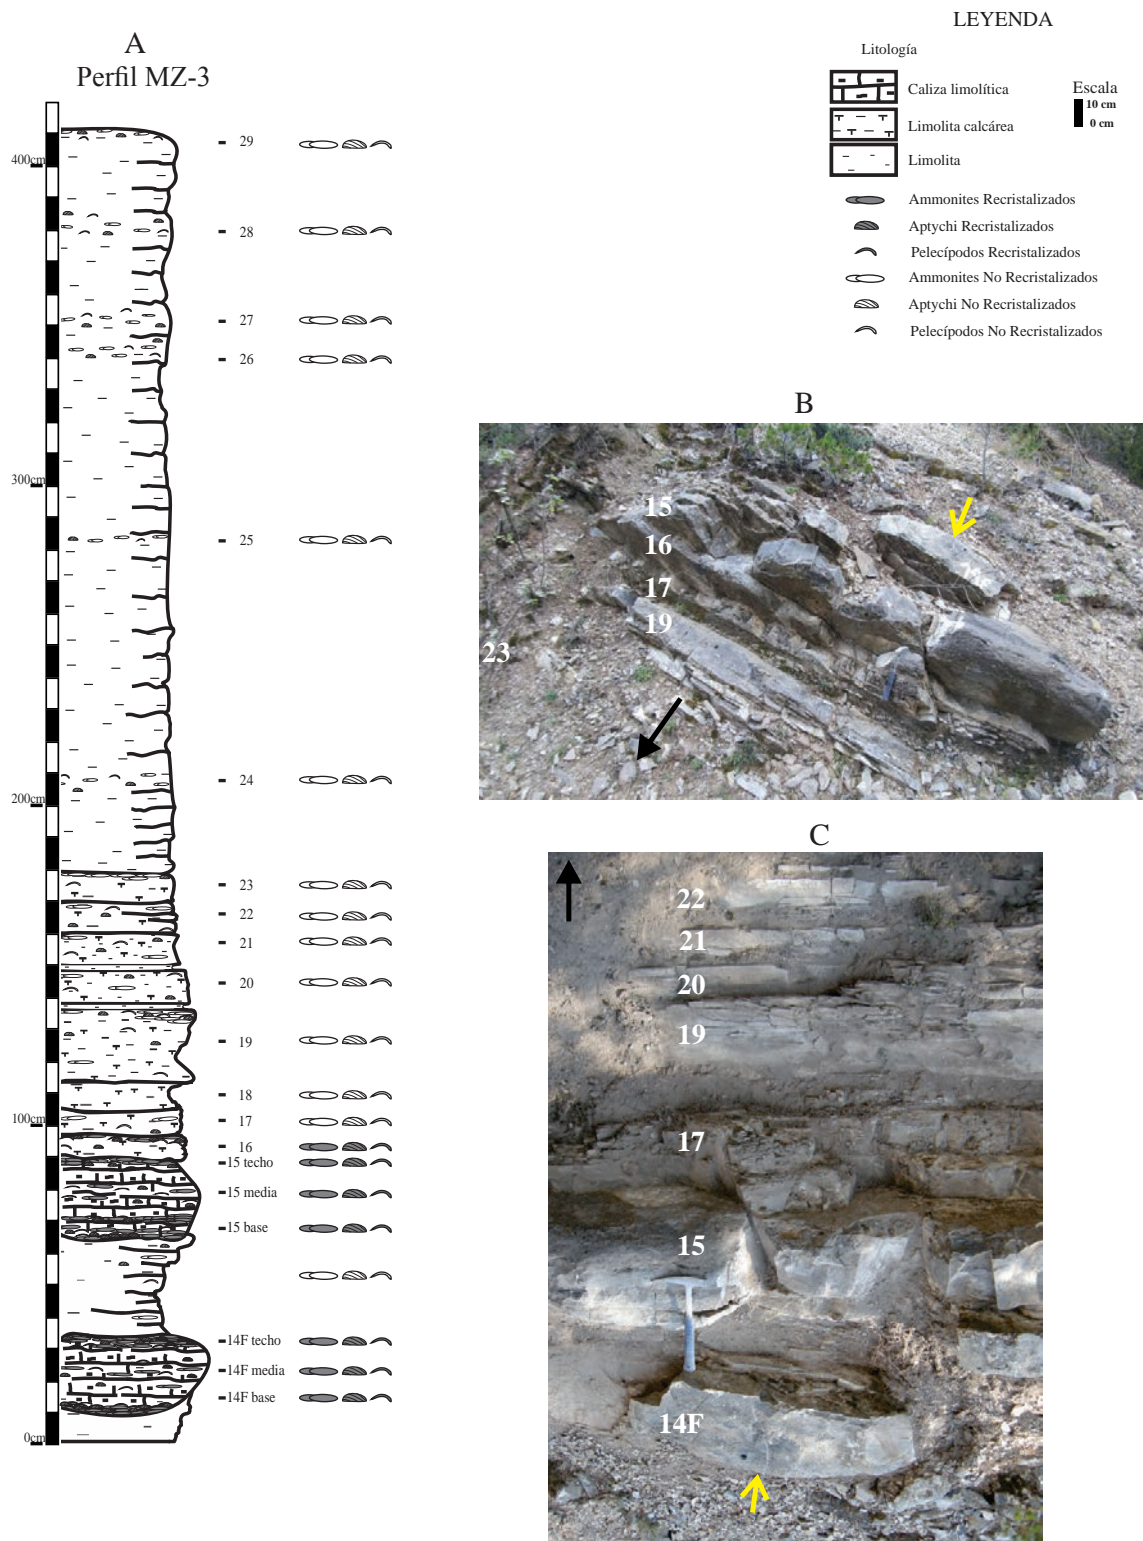 A
Perfil MZ-3
400cm
300cm
200cm
100cm
0cm
29
28
27
26
25
24
23
22
21
20
19
18
17
16
15 techo
15 media
15 base
14F techo
14F media
14F base
LEYENDA
Litología
Caliza limolítica
Limolita calcárea
Limolita
Escala
10 cm
0 cm
Ammonites Recristalizados
Aptychi Recristalizados
Pelecípodos Recristalizados
Ammonites No Recristalizados
Aptychi No Recristalizados
Pelecípodos No Recristalizados
B
15
16
17
19
23
C
22
21
20
19
17
15
14F